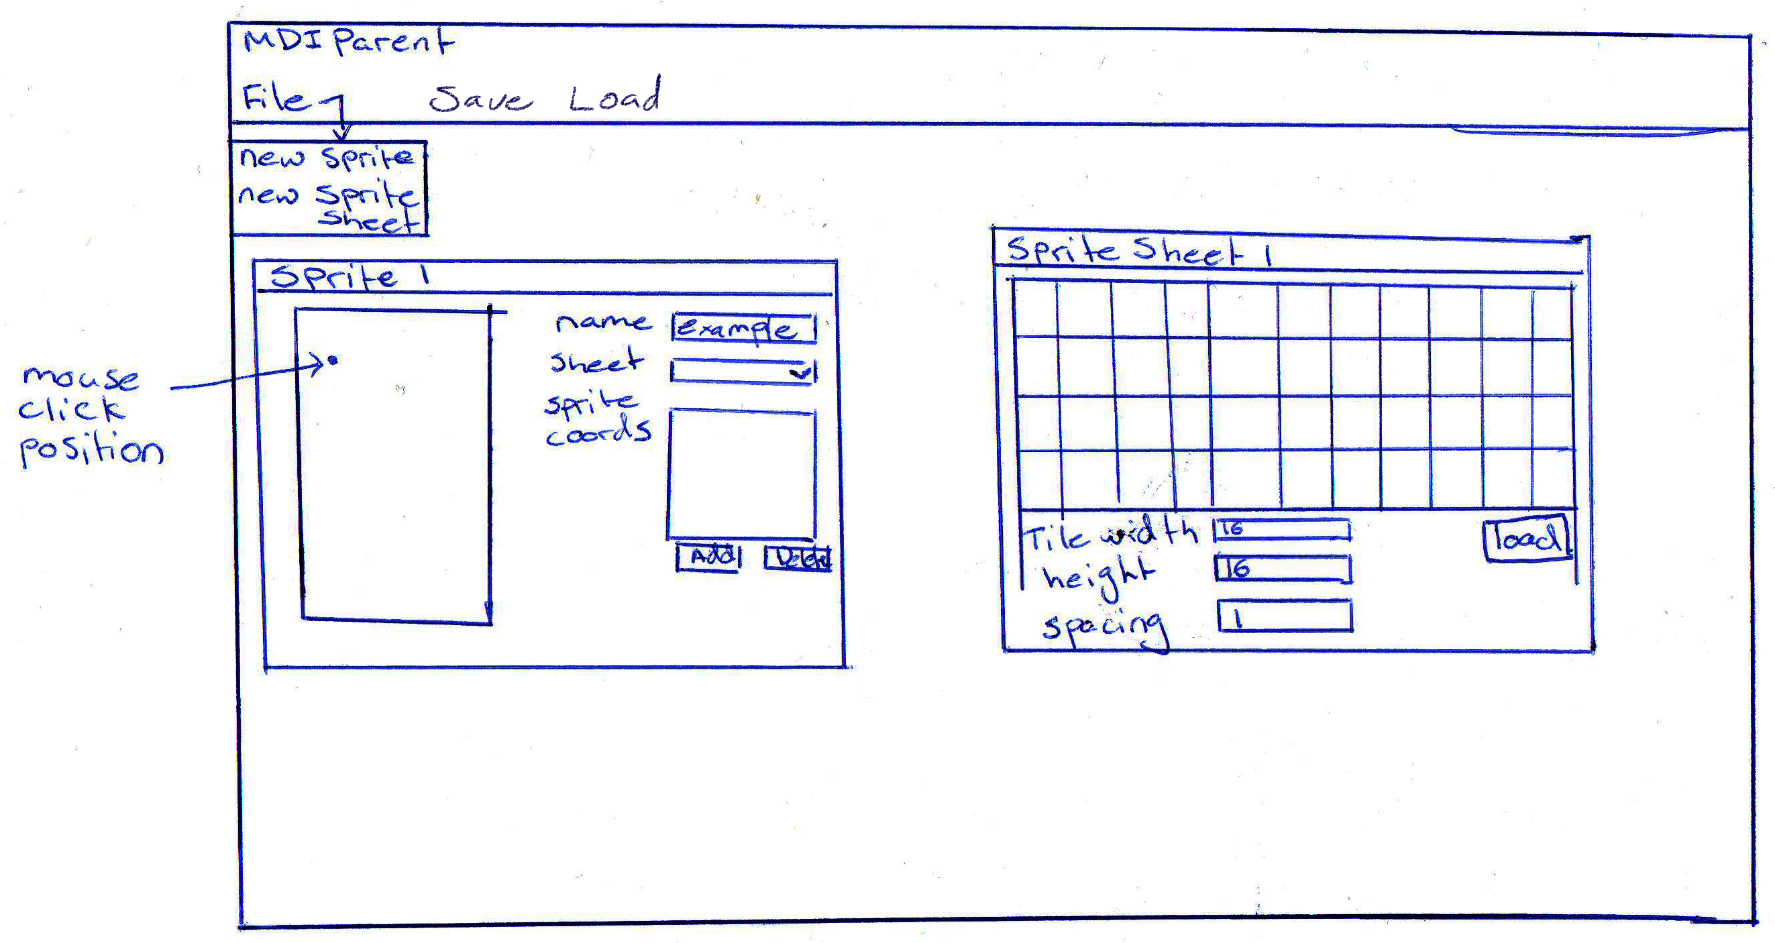 MDI Parent
File Save Load
new sprite
new sprite
sheet
Sprite 1
name example
sheet
sprite
coords
Add Delete
mouse
click
position
Sprite Sheet 1
Tile width 16
height 16
spacing 1
load